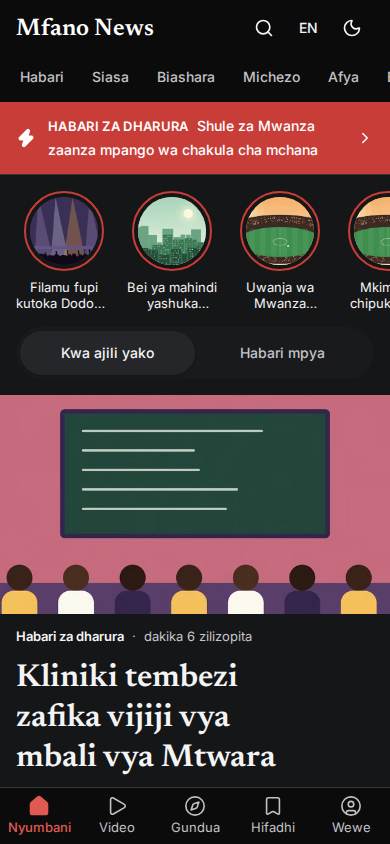 Mfano News
EN
Habari Siasa Biashara Michezo Afya
HABARI ZA DHARURA Shule za Mwanza
zaanza mpango wa chakula cha mchana
Filamu fupi
kutoka Dodo...
Bei ya mahindi
yashuka...
Uwanja wa
Mwanza...
Kwa ajili yako
Habari mpya
Habari za dharura · dakika 6 zilizopita
Kliniki tembezi
zafika vijiji vya
mbali vya Mtwara
Nyumbani Video Gundua Hifadhi Wewe